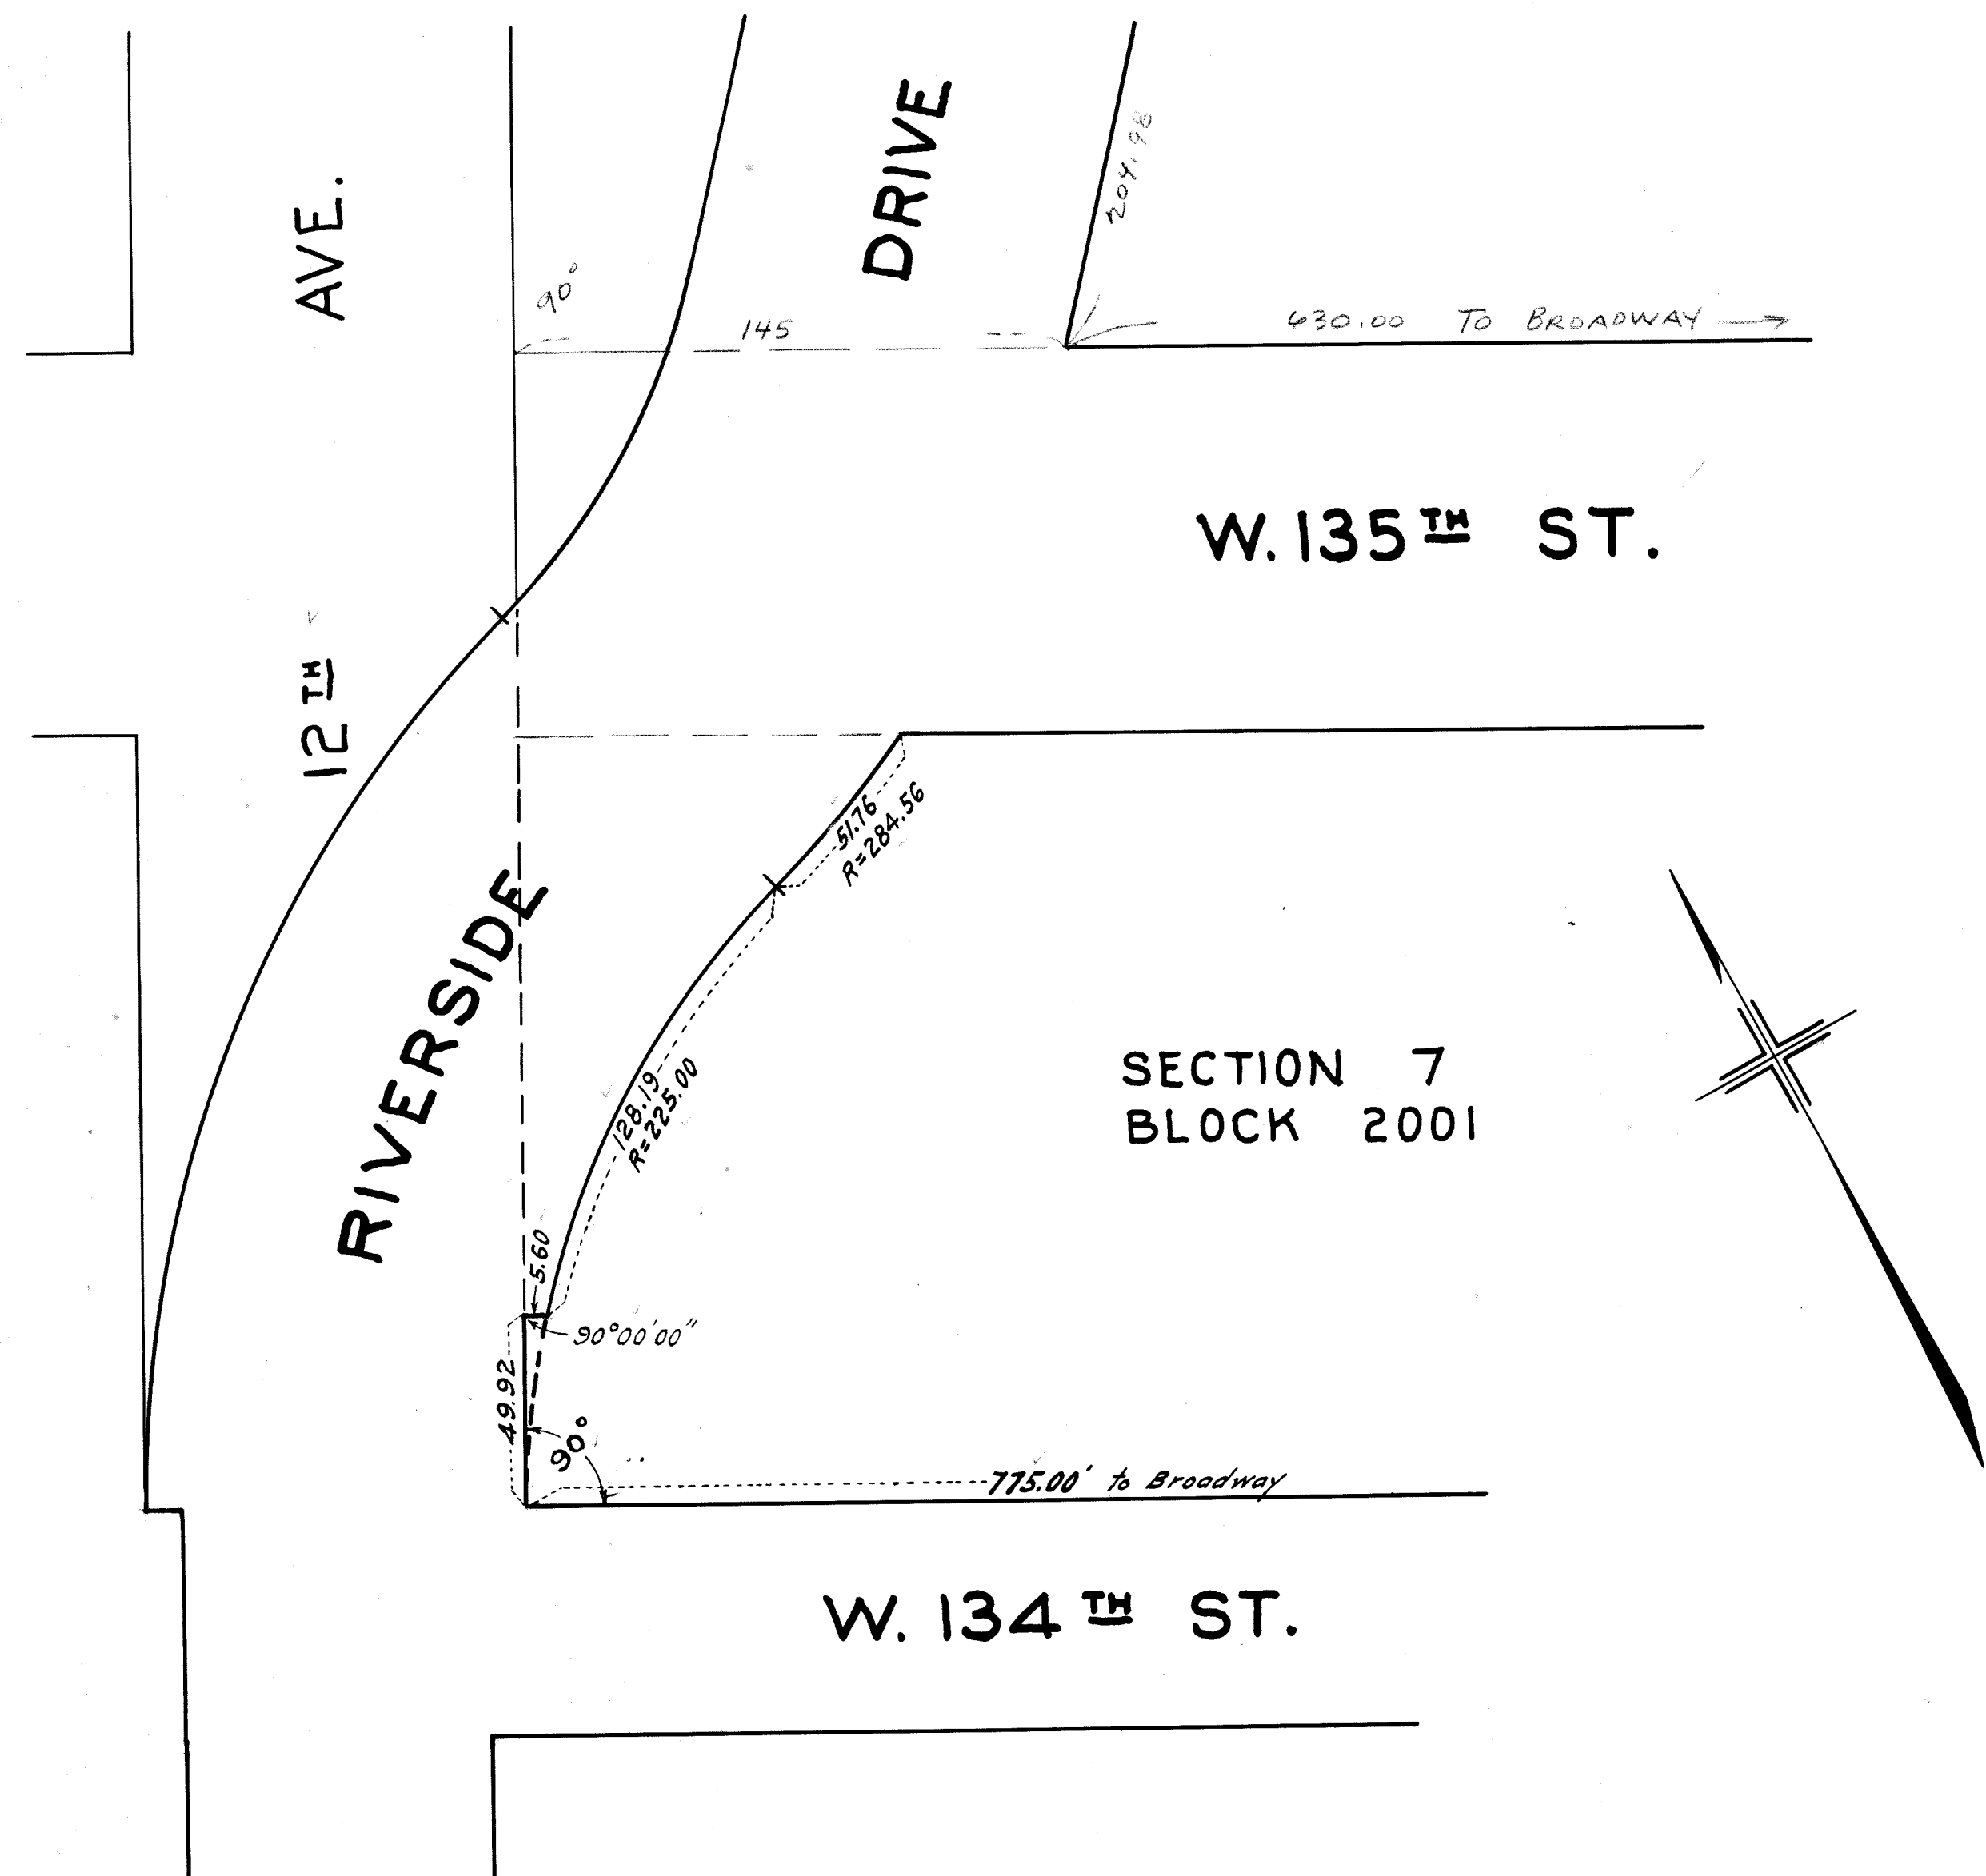 AVE.
DRIVE
204.98
90°
145
630.00 TO BROADWAY
W. 135TH ST.
12TH
51.76
R=284.56
RIVERSIDE
128.19
R=225.00
SECTION 7
BLOCK 2001
5.60
90°00'00"
49.92
90°
775.00' to Broadway
W. 134TH ST.